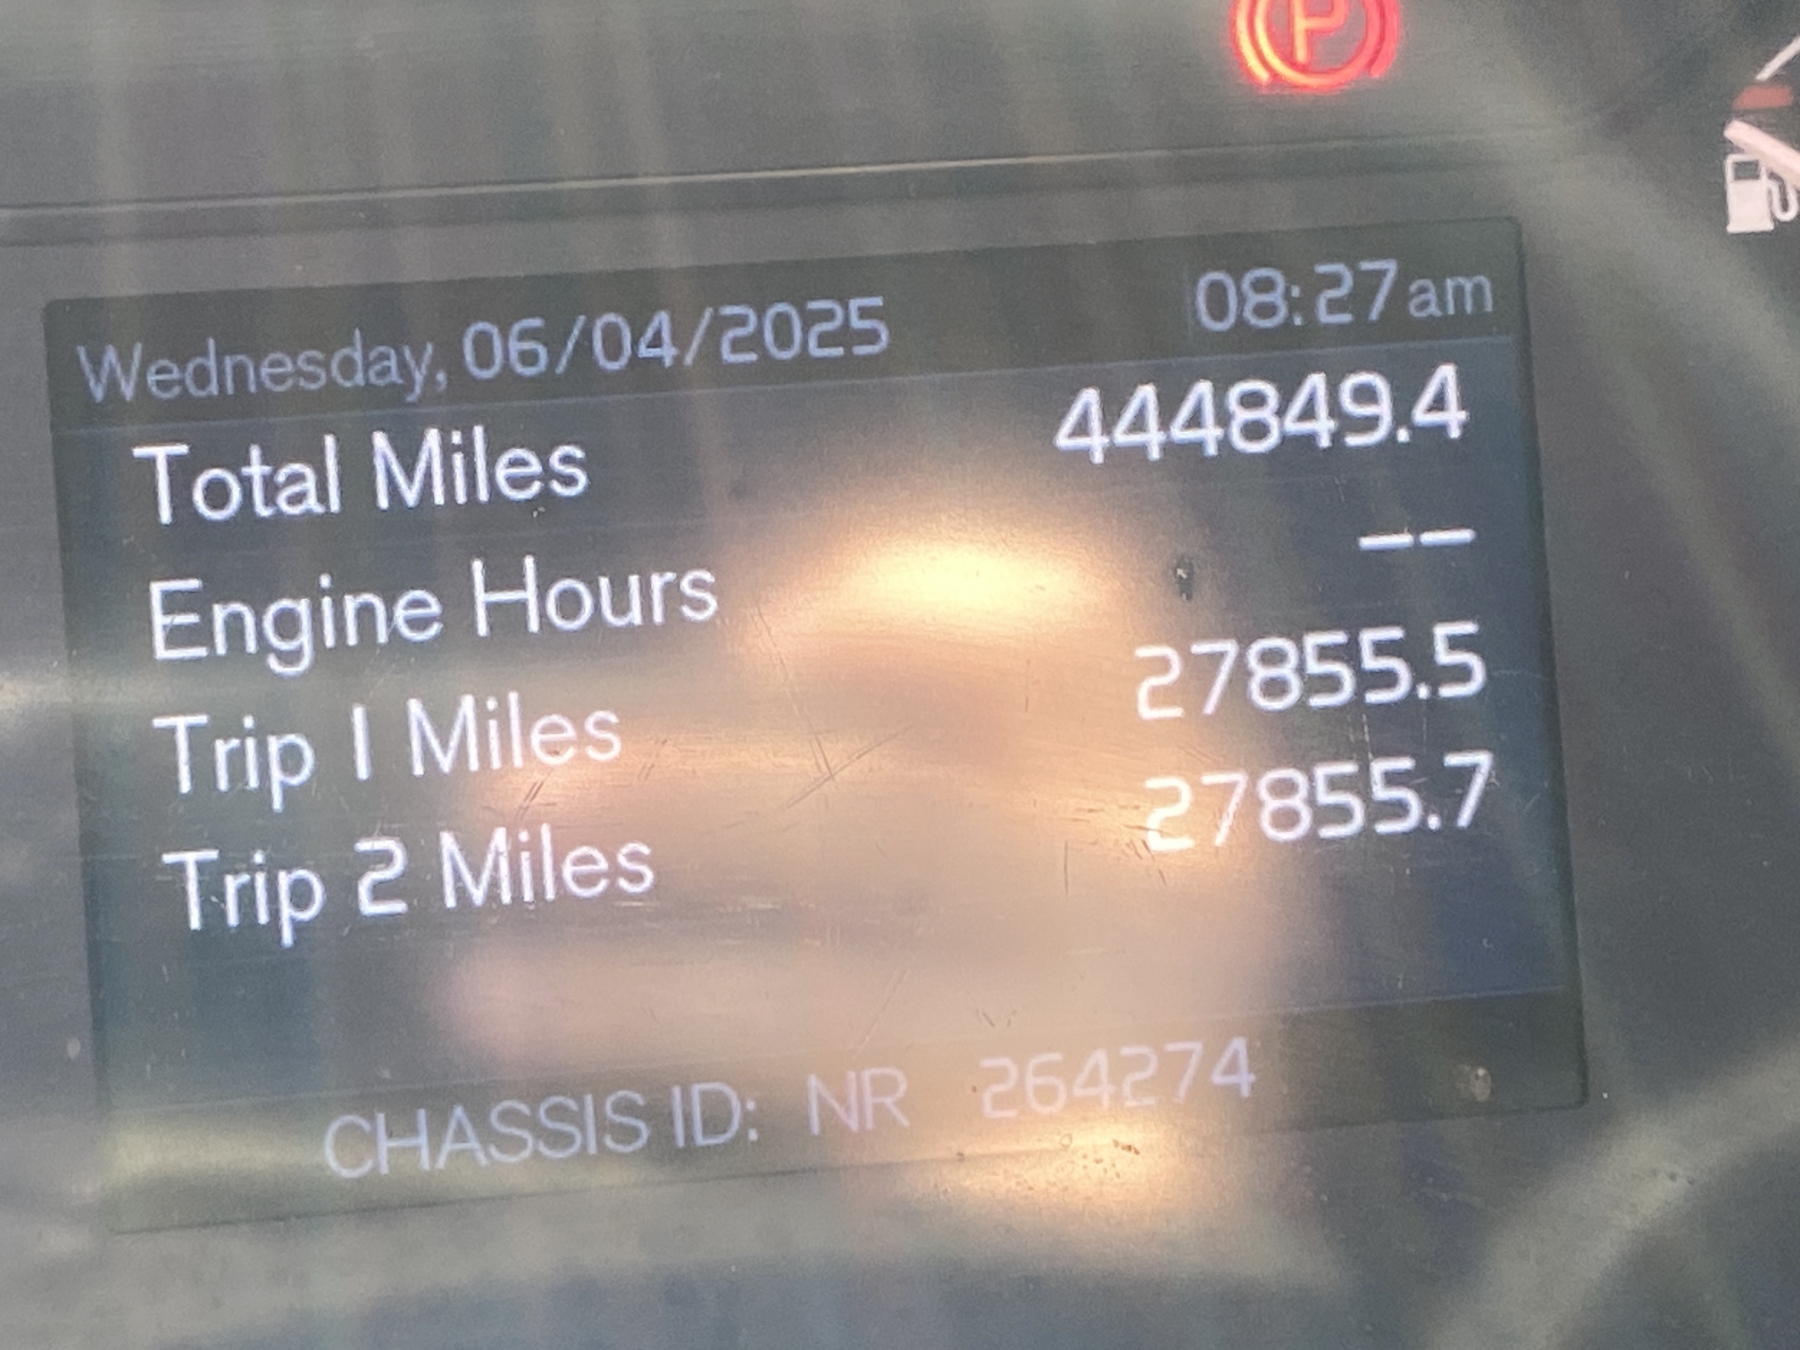 P
Wednesday, 06/04/2025 08:27am
Total Miles 444849.4
Engine Hours --
Trip 1 Miles 27855.5
Trip 2 Miles 27855.7
CHASSIS ID: NR 264274